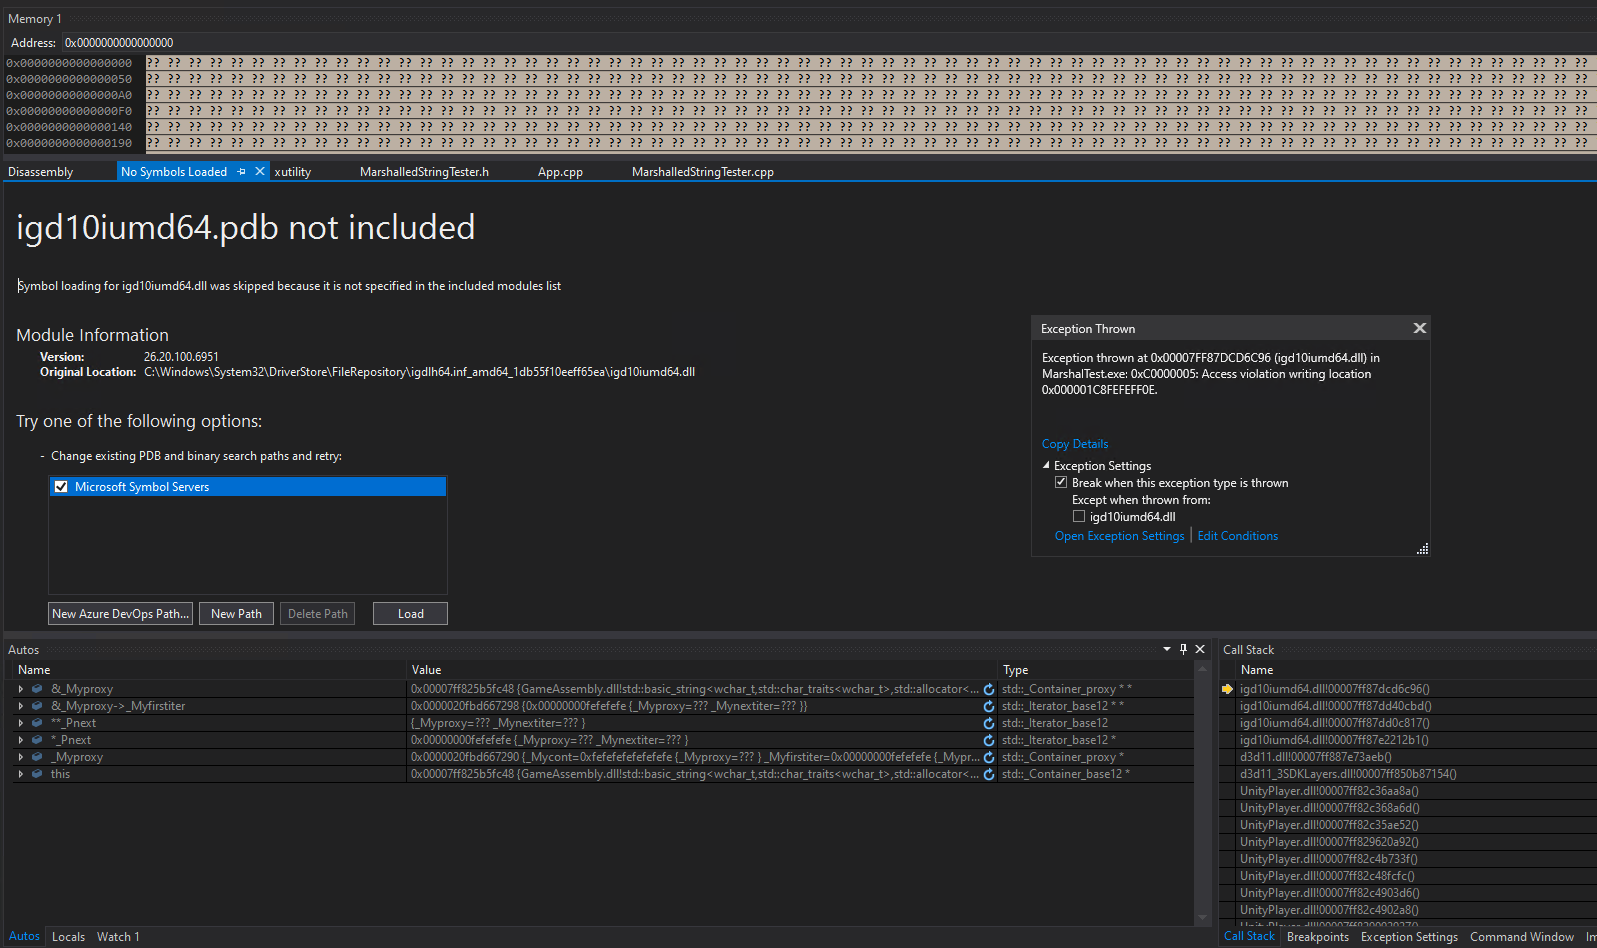 Memory 1
Address: 0x0000000000000000
0x0000000000000000 ?? ?? ?? ?? ?? ?? ?? ?? ?? ?? ?? ?? ?? ?? ?? ?? ?? ?? ?? ?? ?? ?? ?? ?? ?? ?? ?? ?? ?? ?? ?? ?? ?? ?? ?? ?? ?? ?? ?? ?? ?? ?? ?? ?? ?? ?? ?? ?? ?? ?? ?? ?? ?? ?? ?? ?? ?? ?? ?? ?? ?? ?? ?? ?? ?? ?? ?? ?? ??
0x0000000000000050 ?? ?? ?? ?? ?? ?? ?? ?? ?? ?? ?? ?? ?? ?? ?? ?? ?? ?? ?? ?? ?? ?? ?? ?? ?? ?? ?? ?? ?? ?? ?? ?? ?? ?? ?? ?? ?? ?? ?? ?? ?? ?? ?? ?? ?? ?? ?? ?? ?? ?? ?? ?? ?? ?? ?? ?? ?? ?? ?? ?? ?? ?? ?? ?? ?? ?? ?? ?? ??
0x00000000000000A0 ?? ?? ?? ?? ?? ?? ?? ?? ?? ?? ?? ?? ?? ?? ?? ?? ?? ?? ?? ?? ?? ?? ?? ?? ?? ?? ?? ?? ?? ?? ?? ?? ?? ?? ?? ?? ?? ?? ?? ?? ?? ?? ?? ?? ?? ?? ?? ?? ?? ?? ?? ?? ?? ?? ?? ?? ?? ?? ?? ?? ?? ?? ?? ?? ?? ?? ?? ?? ??
0x00000000000000F0 ?? ?? ?? ?? ?? ?? ?? ?? ?? ?? ?? ?? ?? ?? ?? ?? ?? ?? ?? ?? ?? ?? ?? ?? ?? ?? ?? ?? ?? ?? ?? ?? ?? ?? ?? ?? ?? ?? ?? ?? ?? ?? ?? ?? ?? ?? ?? ?? ?? ?? ?? ?? ?? ?? ?? ?? ?? ?? ?? ?? ?? ?? ?? ?? ?? ?? ?? ?? ??
0x0000000000000140 ?? ?? ?? ?? ?? ?? ?? ?? ?? ?? ?? ?? ?? ?? ?? ?? ?? ?? ?? ?? ?? ?? ?? ?? ?? ?? ?? ?? ?? ?? ?? ?? ?? ?? ?? ?? ?? ?? ?? ?? ?? ?? ?? ?? ?? ?? ?? ?? ?? ?? ?? ?? ?? ?? ?? ?? ?? ?? ?? ?? ?? ?? ?? ?? ?? ?? ?? ?? ??
0x0000000000000190 ?? ?? ?? ?? ?? ?? ?? ?? ?? ?? ?? ?? ?? ?? ?? ?? ?? ?? ?? ?? ?? ?? ?? ?? ?? ?? ?? ?? ?? ?? ?? ?? ?? ?? ?? ?? ?? ?? ?? ?? ?? ?? ?? ?? ?? ?? ?? ?? ?? ?? ?? ?? ?? ?? ?? ?? ?? ?? ?? ?? ?? ?? ?? ?? ?? ?? ?? ?? ??
Disassembly No Symbols Loaded xutility MarshalledStringTester.h App.cpp MarshalledStringTester.cpp
igd10iumd64.pdb not included
Symbol loading for igd10iumd64.dll was skipped because it is not specified in the included modules list
Module Information
Version: 26.20.100.6951
Original Location: C:\Windows\System32\DriverStore\FileRepository\igdlh64.inf_amd64_1db55f10eeff65ea\igd10iumd64.dll
Try one of the following options:
- Change existing PDB and binary search paths and retry:
Microsoft Symbol Servers
New Azure DevOps Path... New Path Delete Path Load
Exception Thrown
Exception thrown at 0x00007FF87DCD6C96 (igd10iumd64.dll) in
MarshalTest.exe: 0xC0000005: Access violation writing location
0x000001C8FEFEFF0E.
Copy Details
Exception Settings
Break when this exception type is thrown
Except when thrown from:
igd10iumd64.dll
Open Exception Settings | Edit Conditions
Autos
Name Value Type
&_Myproxy 0x00007ff825b5fc48 {GameAssembly.dll!std::basic_string<wchar_t,std::char_traits<wchar_t>,std::allocator<... std::_Container_proxy * *
&_Myproxy->_Myfirstiter 0x0000020fbd667298 {0x00000000fefefefe {_Myproxy=??? _Mynextiter=??? }} std::_Iterator_base12 * *
**_Pnext {_Myproxy=??? _Mynextiter=??? } std::_Iterator_base12
*_Pnext 0x00000000fefefefe {_Myproxy=??? _Mynextiter=??? } std::_Iterator_base12 *
_Myproxy 0x0000020fbd667290 {_Mycont=0xfefefefefefefefe {_Myproxy=??? } _Myfirstiter=0x00000000fefefefe {_Mypr... std::_Container_proxy *
this 0x00007ff825b5fc48 {GameAssembly.dll!std::basic_string<wchar_t,std::char_traits<wchar_t>,std::allocator<... std::_Container_base12 *
Autos Locals Watch 1
Call Stack
Name
igd10iumd64.dll!00007ff87dcd6c96()
igd10iumd64.dll!00007ff87dd40cbd()
igd10iumd64.dll!00007ff87dd0c817()
igd10iumd64.dll!00007ff87e2212b1()
d3d11.dll!00007ff887e73aeb()
d3d11_3SDKLayers.dll!00007ff850b87154()
UnityPlayer.dll!00007ff82c36aa8a()
UnityPlayer.dll!00007ff82c368a6d()
UnityPlayer.dll!00007ff82c35ae52()
UnityPlayer.dll!00007ff829620a92()
UnityPlayer.dll!00007ff82c4b733f()
UnityPlayer.dll!00007ff82c48fcfc()
UnityPlayer.dll!00007ff82c4903d6()
UnityPlayer.dll!00007ff82c4902a8()
Call Stack Breakpoints Exception Settings Command Window